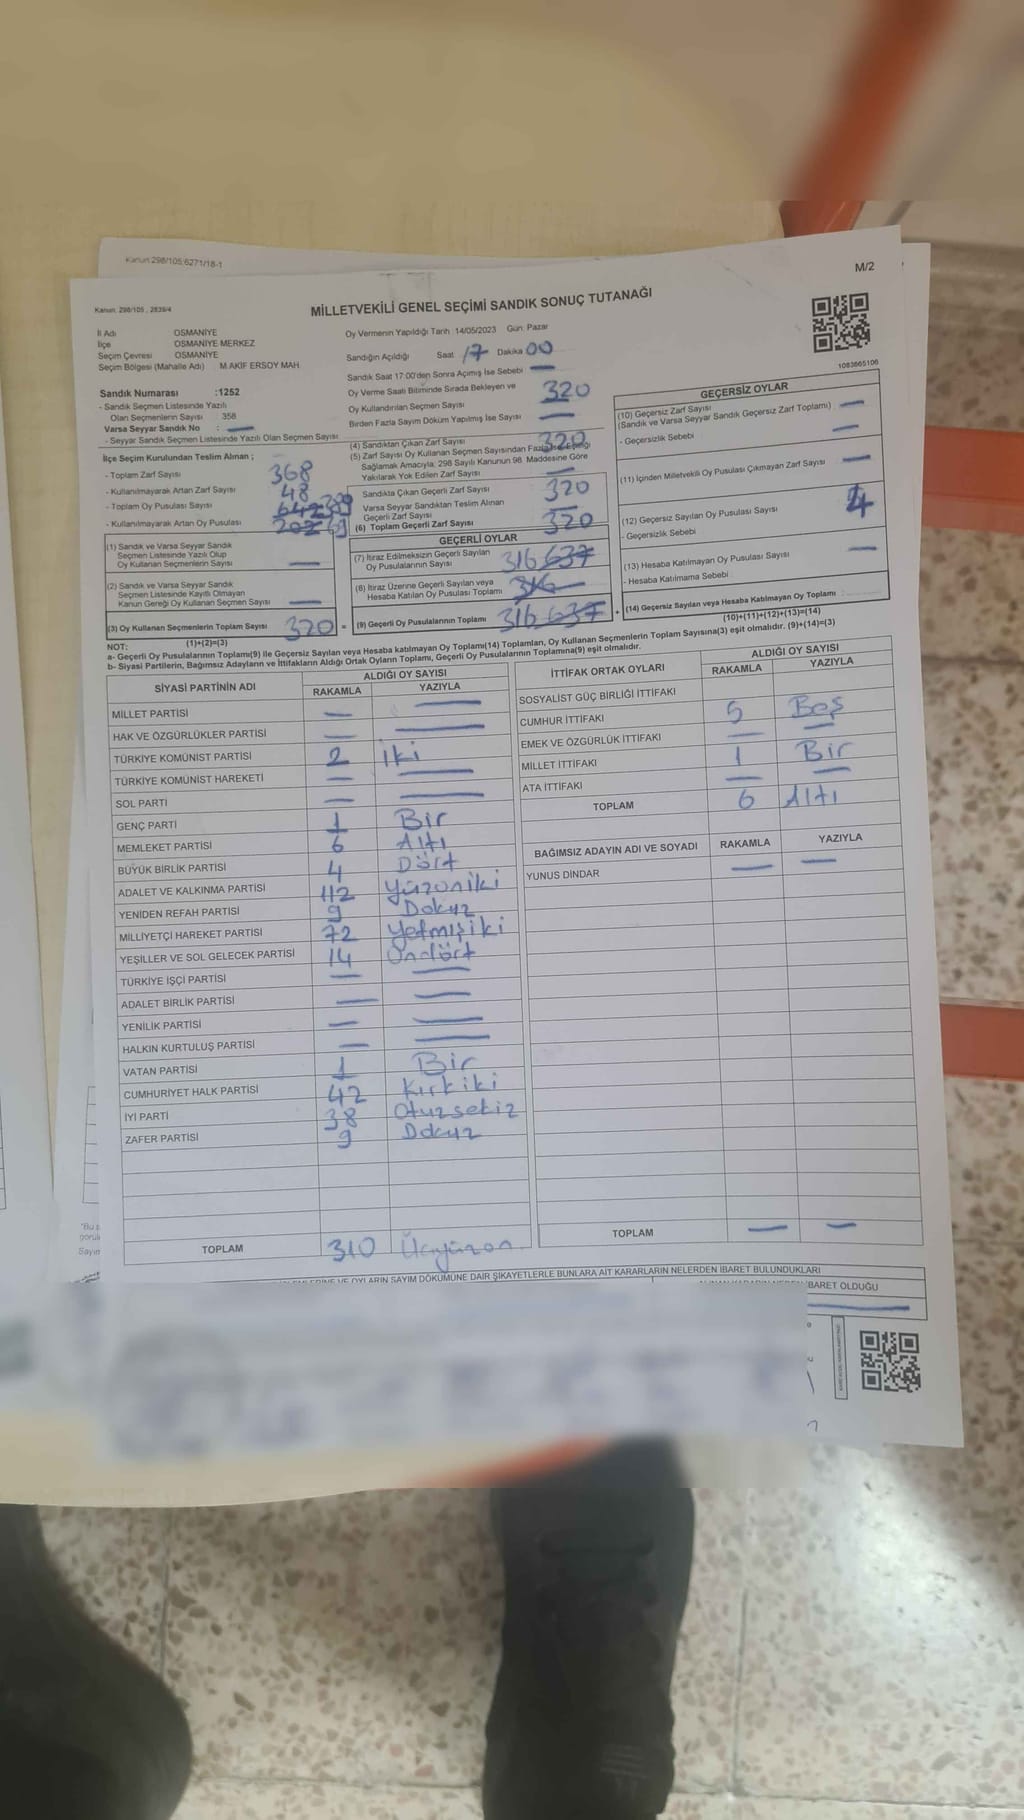 Kanun 298/105,6271/18-1
M/2
Kanun: 298/105 , 2839/4
MİLLETVEKİLİ GENEL SEÇİMİ SANDIK SONUÇ TUTANAĞI
1083865106
İl Adı OSMANİYE
İlçe OSMANİYE MERKEZ
Seçim Çevresi OSMANİYE
Seçim Bölgesi (Mahalle Adı) M.AKİF ERSOY MAH.
Sandık Numarası :1252
- Sandık Seçmen Listesinde Yazılı
Olan Seçmenlerin Sayısı 358
Varsa Seyyar Sandık No : —
- Seyyar Sandık Seçmen Listesinde Yazılı Olan Seçmen Sayısı
İlçe Seçim Kurulundan Teslim Alınan ;
- Toplam Zarf Sayısı 368
- Kullanılmayarak Artan Zarf Sayısı 48
- Toplam Oy Pusulası Sayısı
- Kullanılmayarak Artan Oy Pusulası
Oy Vermenin Yapıldığı Tarih 14/05/2023 Gün: Pazar
Sandığın Açıldığı Saat 17 Dakika 00
Sandık Saat 17:00'den Sonra Açımış İse Sebebi —
Oy Verme Saati Bitiminde Sırada Bekleyen ve
Oy Kullandırılan Seçmen Sayısı 320
Birden Fazla Sayım Döküm Yapılmış İse Sayısı —
(4) Sandıktan Çıkan Zarf Sayısı 320
(5) Zarf Sayısı Oy Kullanan Seçmen Sayısından Fazla İse Eşitliği
Sağlamak Amacıyla, 298 Sayılı Kanunun 98. Maddesine Göre
Yakılarak Yok Edilen Zarf Sayısı —
Sandıkta Çıkan Geçerli Zarf Sayısı 320
Varsa Seyyar Sandıktan Teslim Alınan
Geçerli Zarf Sayısı —
(6) Toplam Geçerli Zarf Sayısı 320
GEÇERSİZ OYLAR
(10) Geçersiz Zarf Sayısı —
(Sandık ve Varsa Seyyar Sandık Geçersiz Zarf Toplamı)
- Geçersizlik Sebebi —
(11) İçinden Milletvekili Oy Pusulası Çıkmayan Zarf Sayısı —
(12) Geçersiz Sayılan Oy Pusulası Sayısı 4
- Geçersizlik Sebebi
(13) Hesaba Katılmayan Oy Pusulası Sayısı —
- Hesaba Katılmama Sebebi
(14) Geçersiz Sayılan veya Hesaba Katılmayan Oy Toplamı :
(10)+(11)+(12)+(13)=(14)
(1) Sandık ve Varsa Seyyar Sandık
Seçmen Listesinde Yazılı Olup
Oy Kullanan Seçmenlerin Sayısı —
(2) Sandık ve Varsa Seyyar Sandık
Seçmen Listesinde Kayıtlı Olmayan
Kanun Gereği Oy Kullanan Seçmen Sayısı —
(3) Oy Kullanan Seçmenlerin Toplam Sayısı 320 =
(1)+(2)=(3)
GEÇERLİ OYLAR
(7) İtiraz Edilmeksizin Geçerli Sayılan
Oy Pusulalarının Sayısı 316 637
(8) İtiraz Üzerine Geçerli Sayılan veya
Hesaba Katılan Oy Pusulası Toplamı 316
(9) Geçerli Oy Pusulalarının Toplamı 316 637 +
NOT:
a- Geçerli Oy Pusulalarının Toplamı(9) ile Geçersiz Sayılan veya Hesaba katılmayan Oy Toplamı(14) Toplamları, Oy Kullanan Seçmenlerin Toplam Sayısına(3) eşit olmalıdır. (9)+(14)=(3)
b- Siyasi Partilerin, Bağımsız Adayların ve İttifakların Aldığı Ortak Oyların Toplamı, Geçerli Oy Pusulalarının Toplamına(9) eşit olmalıdır.
SİYASİ PARTİNİN ADI ALDIĞI OY SAYISI
RAKAMLA YAZIYLA
MİLLET PARTİSİ — —
HAK VE ÖZGÜRLÜKLER PARTİSİ — —
TÜRKİYE KOMÜNİST PARTİSİ 2 İki
TÜRKİYE KOMÜNİST HAREKETİ — —
SOL PARTİ — —
GENÇ PARTİ 1 Bir
MEMLEKET PARTİSİ 6 Altı
BÜYÜK BİRLİK PARTİSİ 4 Dört
ADALET VE KALKINMA PARTİSİ 112 Yüzoniki
YENİDEN REFAH PARTİSİ 9 Dokuz
MİLLİYETÇİ HAREKET PARTİSİ 72 Yetmişiki
YEŞİLLER VE SOL GELECEK PARTİSİ 14 Ondört
TÜRKİYE İŞÇİ PARTİSİ — —
ADALET BİRLİK PARTİSİ — —
YENİLİK PARTİSİ — —
HALKIN KURTULUŞ PARTİSİ — —
VATAN PARTİSİ 1 Bir
CUMHURİYET HALK PARTİSİ 42 Kırkiki
İYİ PARTİ 38 Otuzsekiz
ZAFER PARTİSİ 9 Dokuz
TOPLAM 310 Üçyüzon
İTTİFAK ORTAK OYLARI ALDIĞI OY SAYISI
RAKAMLA YAZIYLA
SOSYALİST GÜÇ BİRLİĞİ İTTİFAKI
CUMHUR İTTİFAKI 5 Beş
EMEK VE ÖZGÜRLÜK İTTİFAKI — —
MİLLET İTTİFAKI 1 Bir
ATA İTTİFAKI — —
TOPLAM 6 Altı
BAĞIMSIZ ADAYIN ADI VE SOYADI RAKAMLA YAZIYLA
YUNUS DİNDAR — —
TOPLAM — —
OYLARIN SAYIM DÖKÜMÜNE DAİR ŞİKAYETLERLE BUNLARA AİT KARARLARIN NELERDEN İBARET BULUNDUKLARI
İBARET OLDUĞU